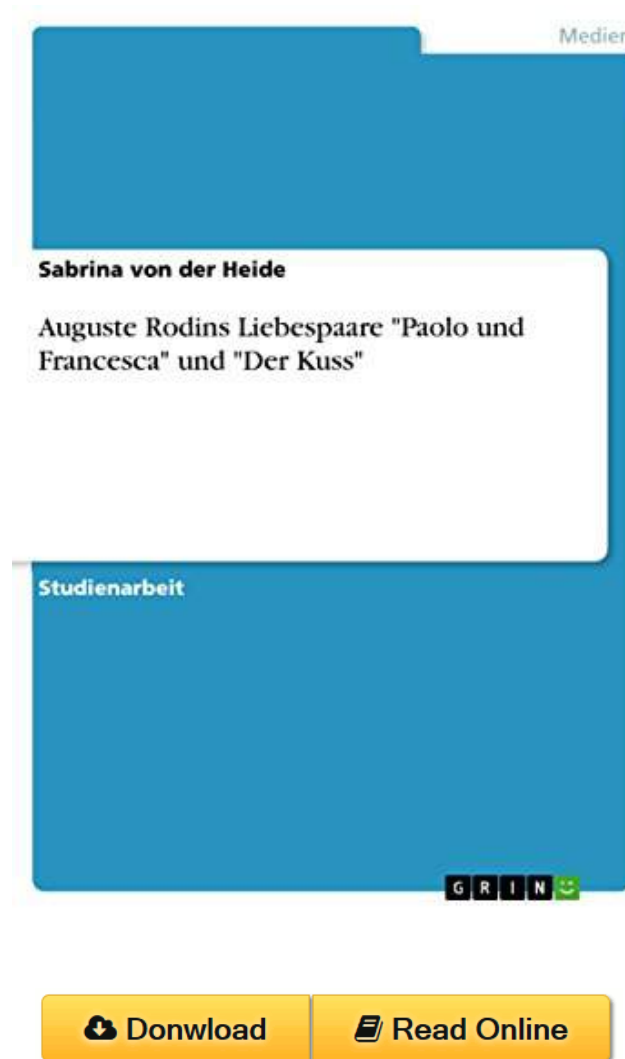 Medien
Sabrina von der Heide
Auguste Rodins Liebespaare "Paolo und
Francesca" und "Der Kuss"
Studienarbeit
GRIN
Donwload
Read Online